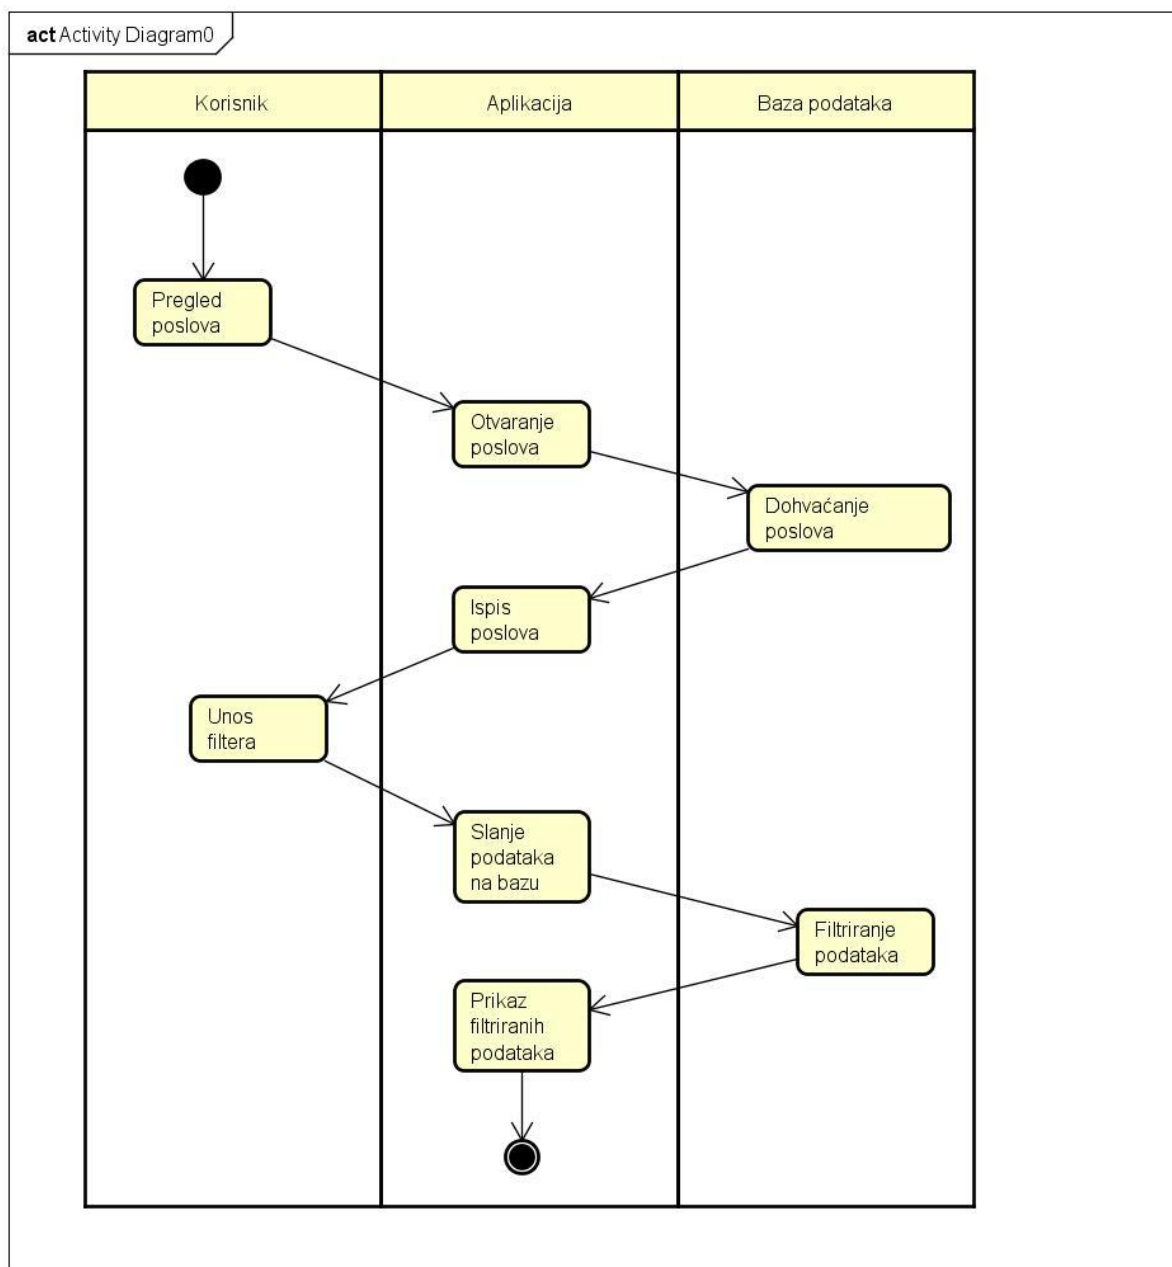 act Activity Diagram0
Korisnik
Aplikacija
Baza podataka
Pregled
poslova
Otvaranje
poslova
Dohvaćanje
poslova
Ispis
poslova
Unos
filtera
Slanje
podataka
na bazu
Filtriranje
podataka
Prikaz
filtriranih
podataka